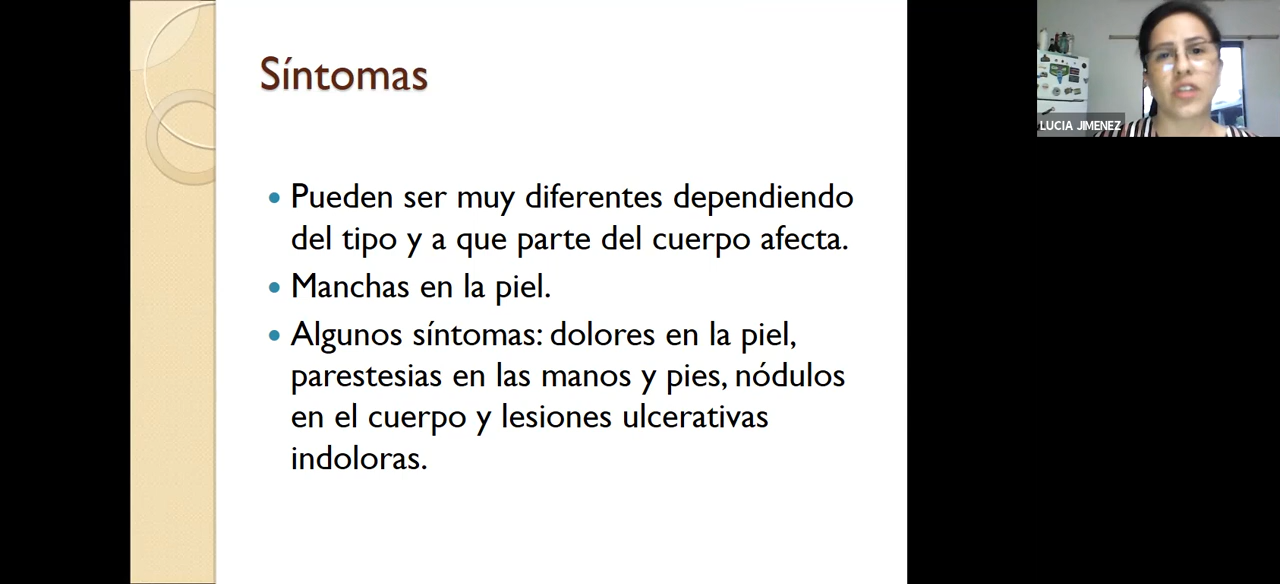 Síntomas
Pueden ser muy diferentes dependiendo
del tipo y a que parte del cuerpo afecta.
Manchas en la piel.
Algunos síntomas: dolores en la piel,
parestesias en las manos y pies, nódulos
en el cuerpo y lesiones ulcerativas
indoloras.
LUCIA JIMENEZ